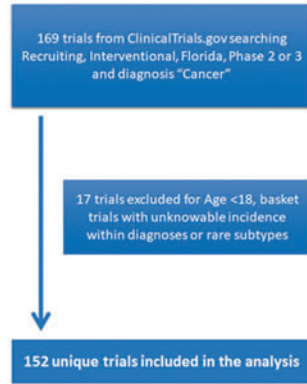 169 trials from ClinicalTrials.gov searching
Recruiting, Interventional, Florida, Phase 2 or 3
and diagnosis “Cancer”
17 trials excluded for Age <18, basket
trials with unknowable incidence
within diagnoses or rare subtypes
152 unique trials included in the analysis